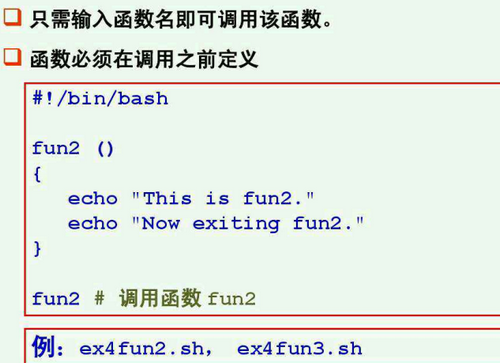 只需输入函数名即可调用该函数。
函数必须在调用之前定义
#!/bin/bash
fun2 ()
{
echo "This is fun2."
echo "Now exiting fun2."
}
fun2 # 调用函数 fun2
例：ex4fun2.sh， ex4fun3.sh